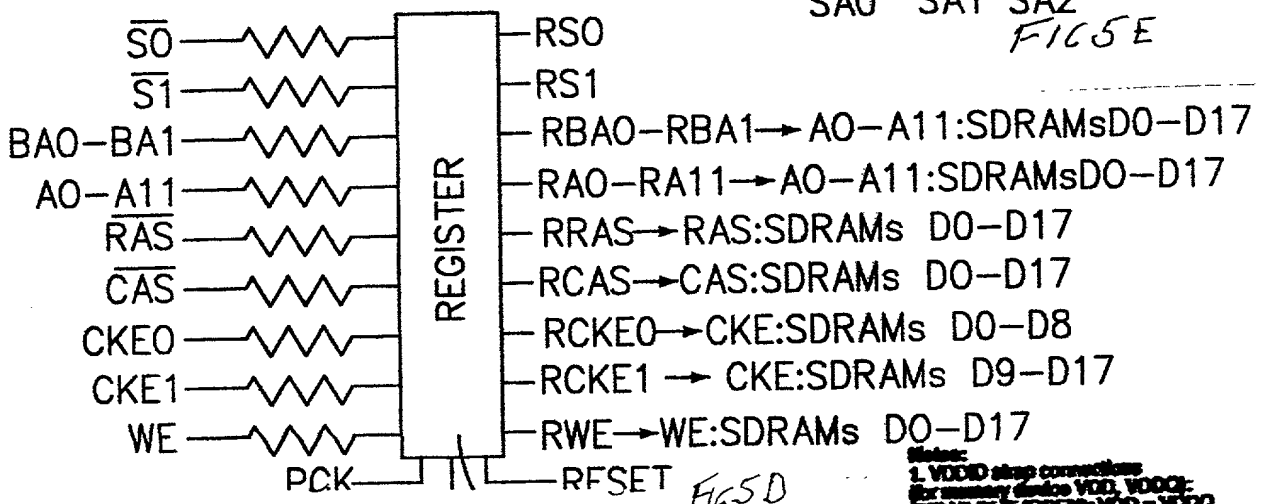 SA0 SA1 SA2
FIG5E
S0 RS0
S1 RS1
BA0-BA1 RBA0-RBA1→A0-A11:SDRAMsD0-D17
A0-A11 RA0-RA11→A0-A11:SDRAMsD0-D17
RAS RRAS→RAS:SDRAMs D0-D17
CAS RCAS→CAS:SDRAMs D0-D17
CKE0 RCKE0→CKE:SDRAMs D0-D8
CKE1 RCKE1→CKE:SDRAMs D9-D17
WE RWE→WE:SDRAMs D0-D17
REGISTER
PCK RESET
FIG5D
Notes:
1. VDDID strap connections